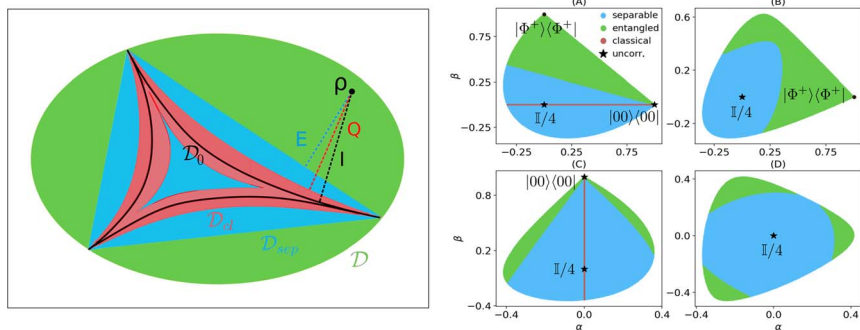 ρ
E
Q
I
𝒟₀
𝒟cl
𝒟sep
𝒟
(A)
separable
entangled
classical
uncorr.
|Φ⁺⟩⟨Φ⁺|
β
0.75
0.25
−0.25
𝕀/4
|00⟩⟨00|
−0.25
0.25
0.75
(B)
0.6
0.2
−0.2
|Φ⁺⟩⟨Φ⁺|
𝕀/4
−0.25
0.25
0.75
(C)
|00⟩⟨00|
β
0.8
0.2
−0.4
𝕀/4
−0.4
0.0
0.4
α
(D)
0.4
0.0
−0.4
𝕀/4
−0.4
0.0
0.4
α